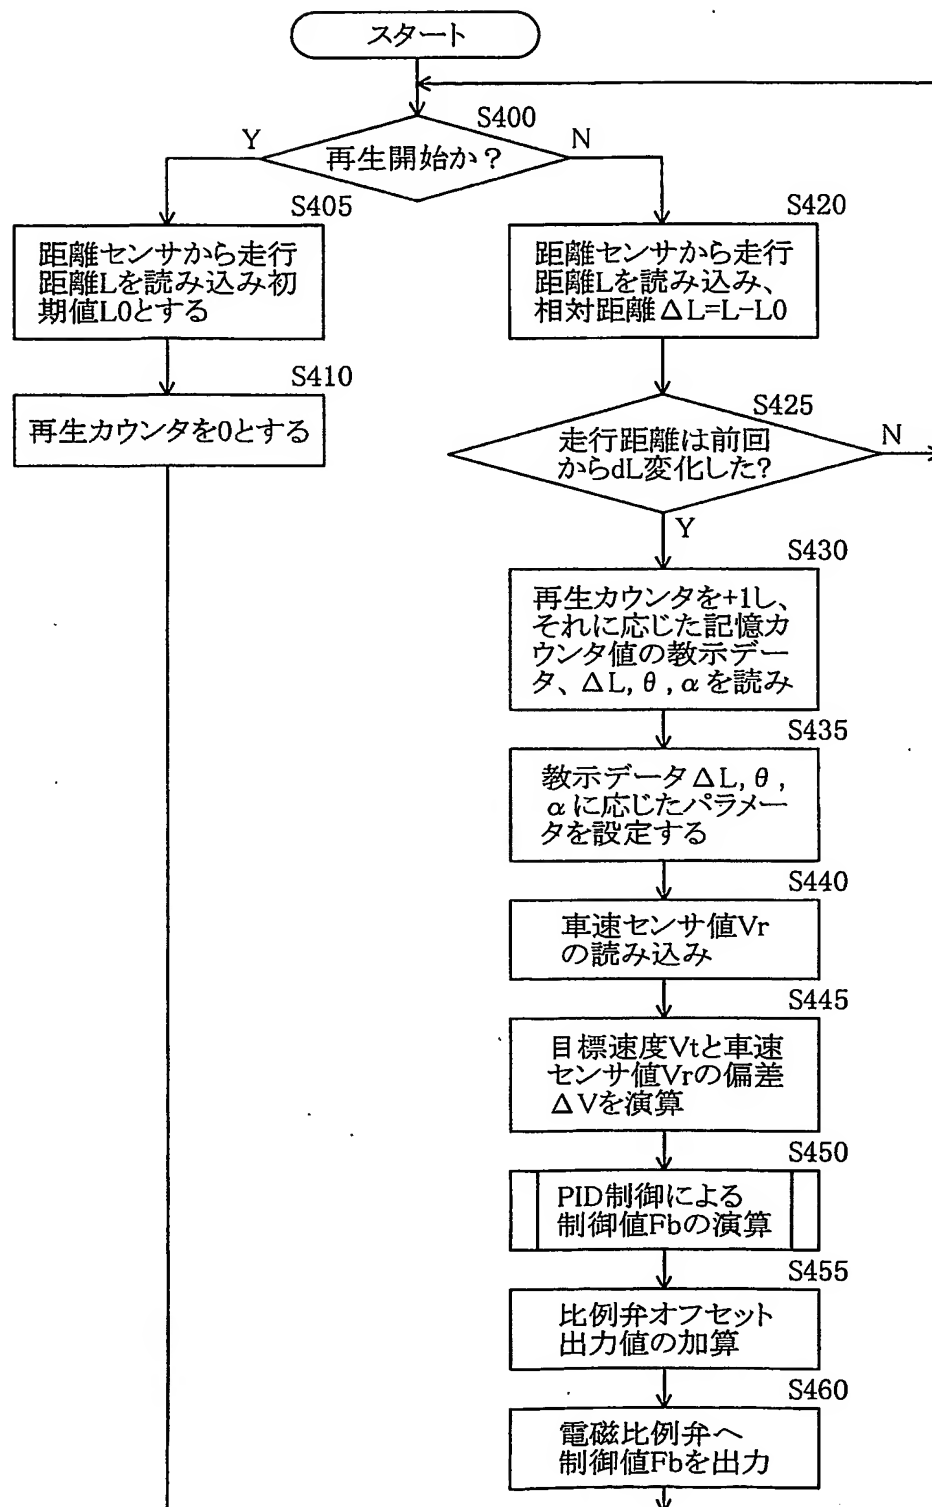 スタート
S400
Y
N
再生開始か？
S405
距離センサから走行
距離Lを読み込み初
期値L0とする
S410
再生カウンタを0とする
S420
距離センサから走行
距離Lを読み込み、
相対距離ΔL=L-L0
S425
走行距離は前回
からdL変化した?
N
Y
S430
再生カウンタを+1し、
それに応じた記憶カ
ウンタ値の教示デー
タ、ΔL, θ, αを読み
S435
教示データΔL, θ,
αに応じたパラメー
タを設定する
S440
車速センサ値Vr
の読み込み
S445
目標速度Vtと車速
センサ値Vrの偏差
ΔVを演算
S450
PID制御による
制御値Fbの演算
S455
比例弁オフセット
出力値の加算
S460
電磁比例弁へ
制御値Fbを出力